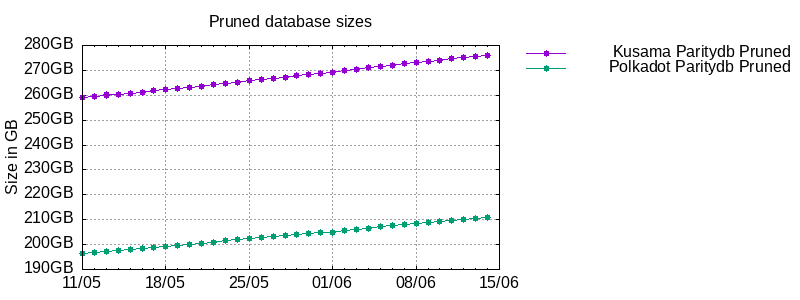 Pruned database sizes
280GB
270GB
260GB
250GB
240GB
230GB
220GB
210GB
200GB
190GB
Size in GB
11/05 18/05 25/05 01/06 08/06 15/06
Kusama Paritydb Pruned
Polkadot Paritydb Pruned